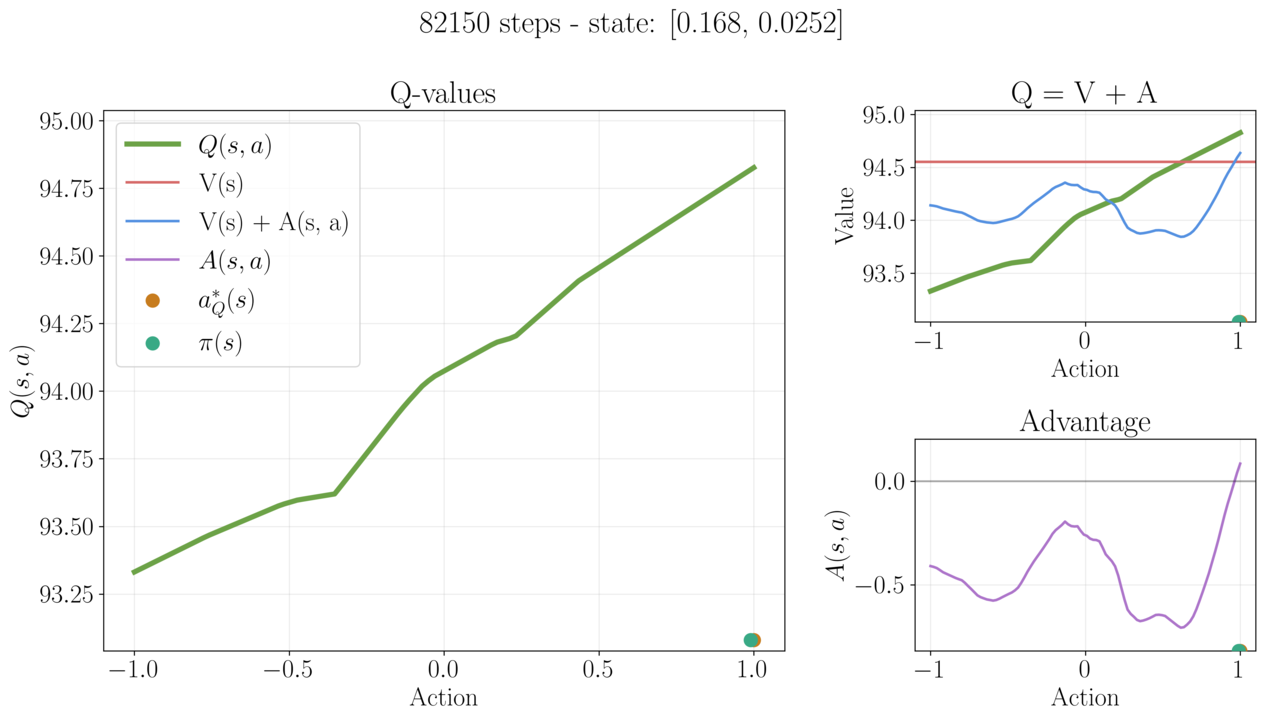 82150 steps - state: [0.168, 0.0252]
Q-values
Q(s, a)
95.00
94.75
94.50
94.25
94.00
93.75
93.50
93.25
Q(s, a)
V(s)
V(s) + A(s, a)
A(s, a)
a*Q(s)
π(s)
−1.0
−0.5
0.0
0.5
1.0
Action
Q = V + A
Value
95.0
94.5
94.0
93.5
−1
0
1
Action
Advantage
A(s, a)
0.0
−0.5
−1
0
1
Action